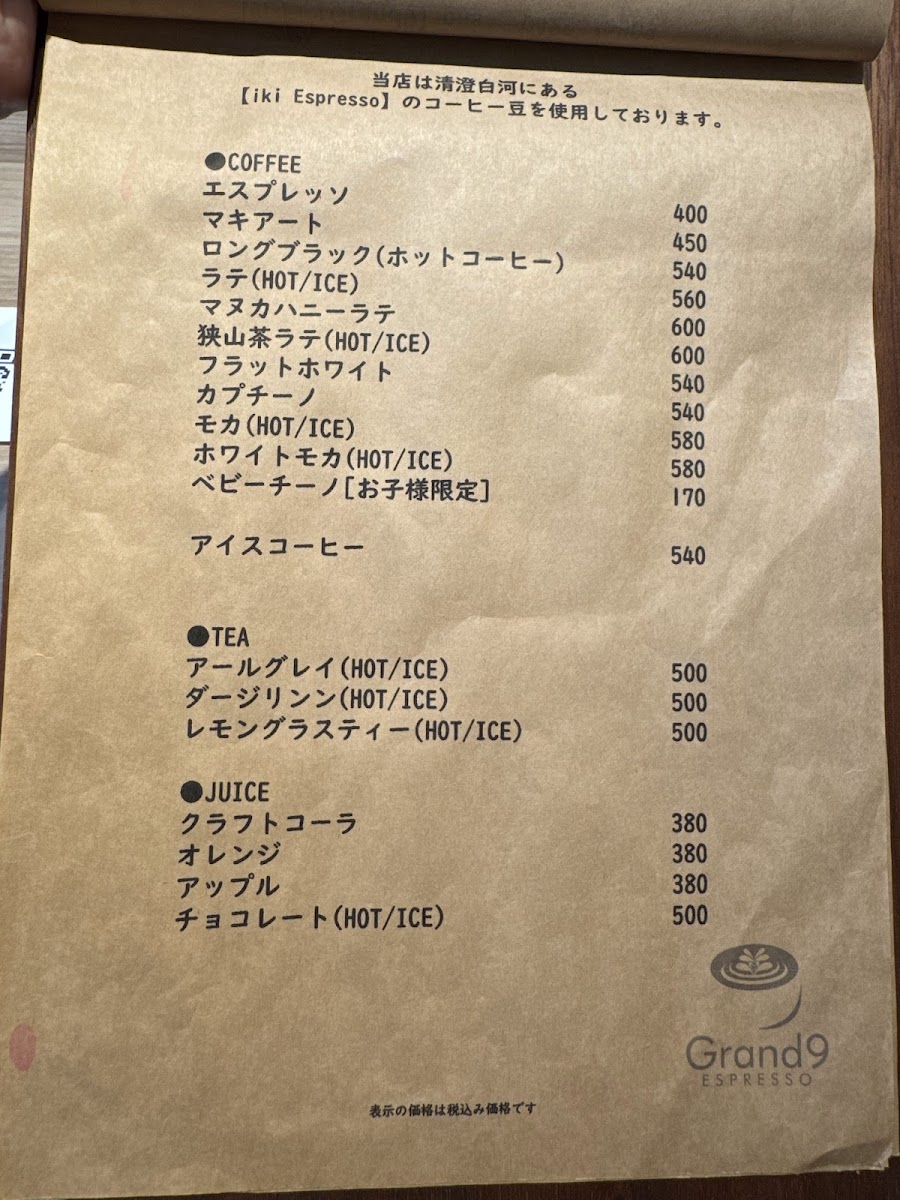 当店は清澄白河にある
【iki Espresso】のコーヒー豆を使用しております。
●COFFEE
エスプレッソ 400
マキアート 450
ロングブラック(ホットコーヒー) 540
ラテ(HOT/ICE) 560
マヌカハニーラテ 600
狭山茶ラテ(HOT/ICE) 600
フラットホワイト 540
カプチーノ 540
モカ(HOT/ICE) 580
ホワイトモカ(HOT/ICE) 580
ベビーチーノ[お子様限定] 170
アイスコーヒー 540
●TEA
アールグレイ(HOT/ICE) 500
ダージリンン(HOT/ICE) 500
レモングラスティー(HOT/ICE) 500
●JUICE
クラフトコーラ 380
オレンジ 380
アップル 380
チョコレート(HOT/ICE) 500
Grand9
ESPRESSO
表示の価格は税込み価格です